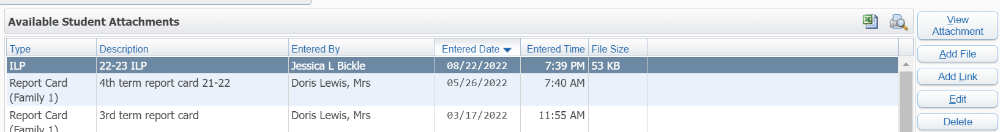 Available Student Attachments
View
Attachment
Type Description Entered By Entered Date Entered Time File Size
ILP 22-23 ILP Jessica L Bickle 08/22/2022 7:39 PM 53 KB
Add File
Report Card 4th term report card 21-22 Doris Lewis, Mrs 05/26/2022 7:40 AM
(Family 1)
Add Link
Edit
Report Card 3rd term report card Doris Lewis, Mrs 03/17/2022 11:55 AM
(Family 1)
Delete